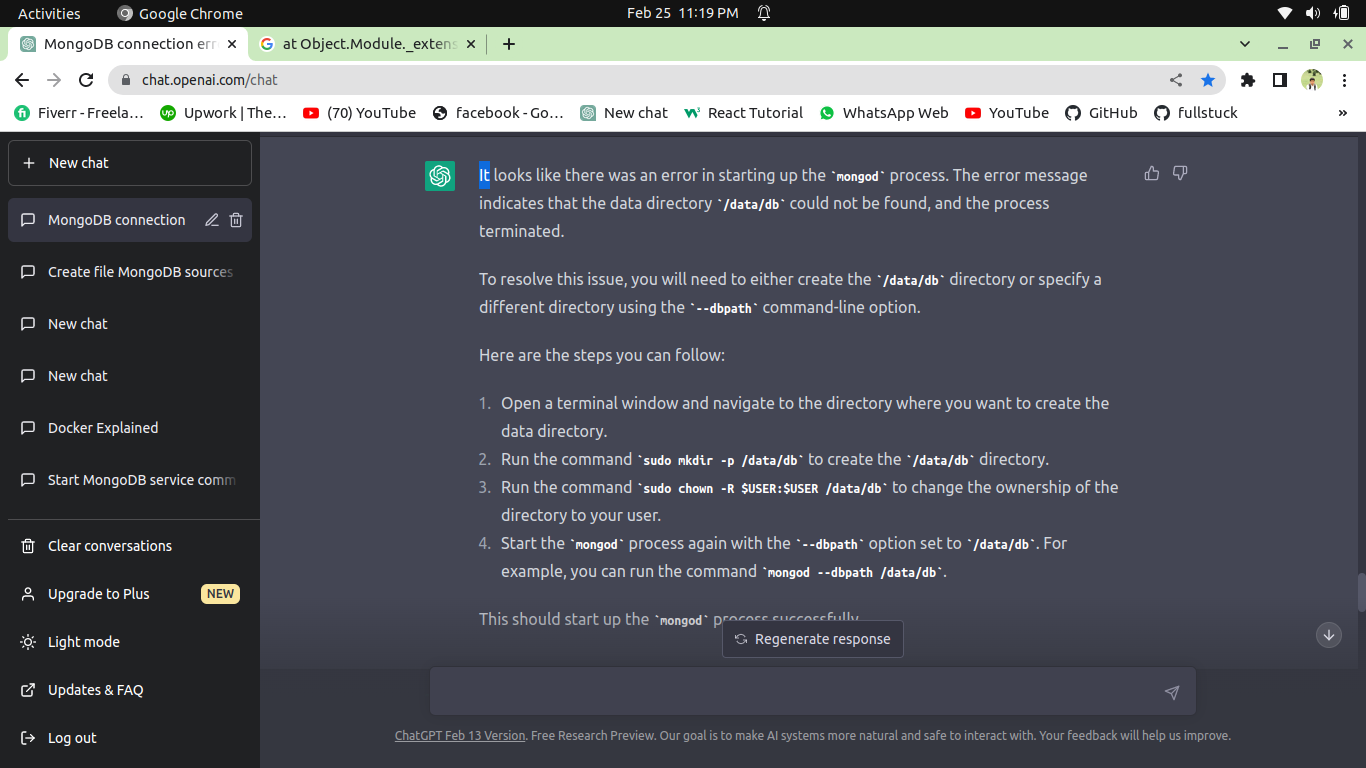 Activities
Google Chrome
Feb 25 11:19 PM
MongoDB connection err
at Object.Module._extens
chat.openai.com/chat
Fiverr - Freela…
Upwork | The…
(70) YouTube
facebook - Go…
New chat
React Tutorial
WhatsApp Web
YouTube
GitHub
fullstuck
»
New chat
MongoDB connection
Create file MongoDB sources
New chat
New chat
Docker Explained
Start MongoDB service comm
Clear conversations
Upgrade to Plus
NEW
Light mode
Updates & FAQ
Log out
It looks like there was an error in starting up the `mongod` process. The error message
indicates that the data directory `/data/db` could not be found, and the process
terminated.
To resolve this issue, you will need to either create the `/data/db` directory or specify a
different directory using the `--dbpath` command-line option.
Here are the steps you can follow:
1. Open a terminal window and navigate to the directory where you want to create the
data directory.
2. Run the command `sudo mkdir -p /data/db` to create the `/data/db` directory.
3. Run the command `sudo chown -R $USER:$USER /data/db` to change the ownership of the
directory to your user.
4. Start the `mongod` process again with the `--dbpath` option set to `/data/db`. For
example, you can run the command `mongod --dbpath /data/db`.
This should start up the `mongod` process successfully
Regenerate response
ChatGPT Feb 13 Version. Free Research Preview. Our goal is to make AI systems more natural and safe to interact with. Your feedback will help us improve.